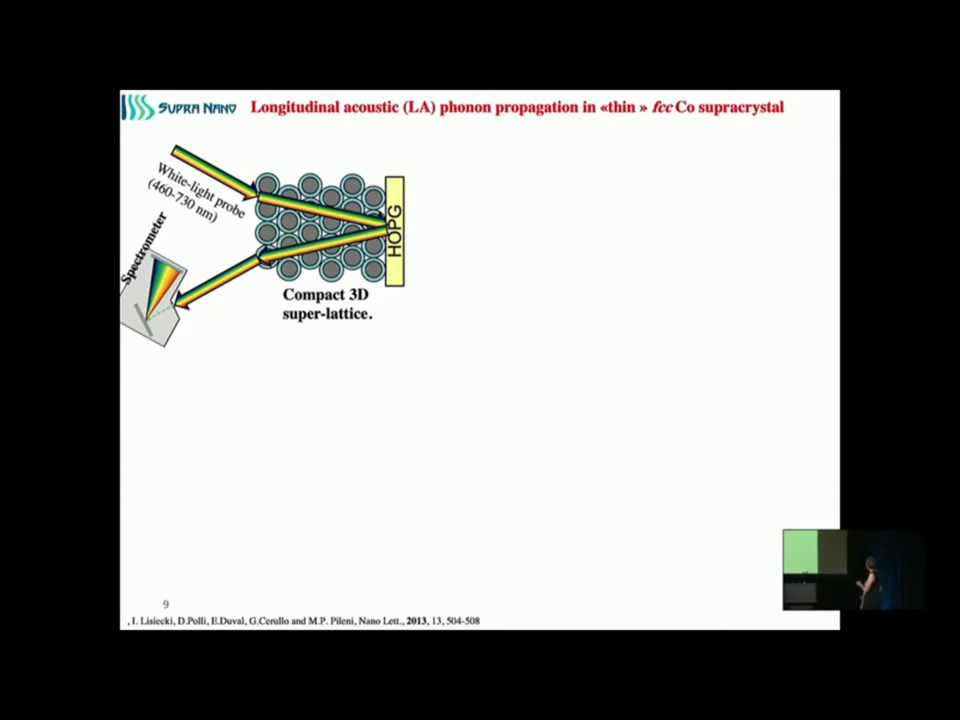 SUPRA NANO
Longitudinal acoustic (LA) phonon propagation in «thin » fcc Co supracrystal
White-light probe
(460-730 nm)
Spectrometer
HOPG
Compact 3D
super-lattice.
9
, I. Lisiecki, D.Polli, E.Duval, G.Cerullo and M.P. Pileni, Nano Lett., 2013, 13, 504-508